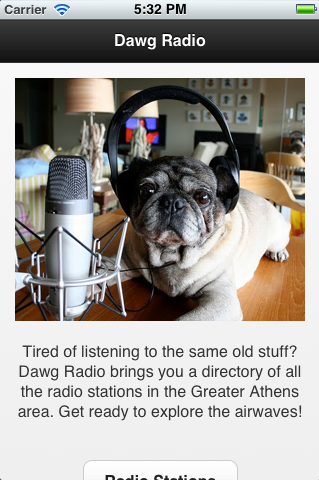 Carrier 5:32 PM
Dawg Radio
Tired of listening to the same old stuff?
Dawg Radio brings you a directory of all
the radio stations in the Greater Athens
area. Get ready to explore the airwaves!
Radio Stations